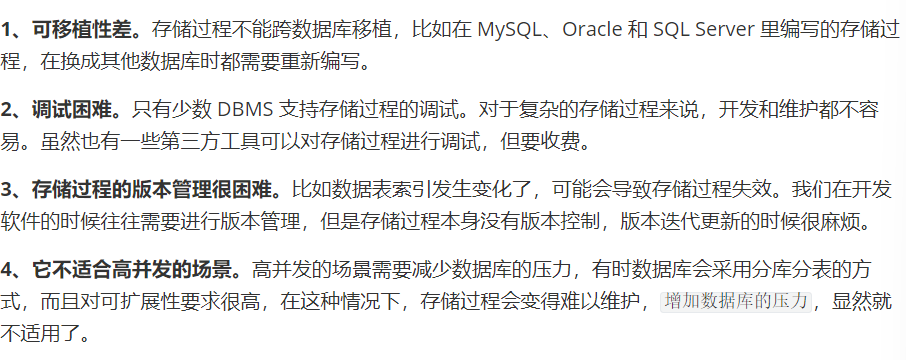 1、可移植性差。存储过程不能跨数据库移植，比如在 MySQL、Oracle 和 SQL Server 里编写的存储过
程，在换成其他数据库时都需要重新编写。
2、调试困难。只有少数 DBMS 支持存储过程的调试。对于复杂的存储过程来说，开发和维护都不容
易。虽然也有一些第三方工具可以对存储过程进行调试，但要收费。
3、存储过程的版本管理很困难。比如数据表索引发生变化了，可能会导致存储过程失效。我们在开发
软件的时候往往需要进行版本管理，但是存储过程本身没有版本控制，版本迭代更新的时候很麻烦。
4、它不适合高并发的场景。高并发的场景需要减少数据库的压力，有时数据库会采用分库分表的方
式，而且对可扩展性要求很高，在这种情况下，存储过程会变得难以维护，增加数据库的压力，显然就
不适用了。